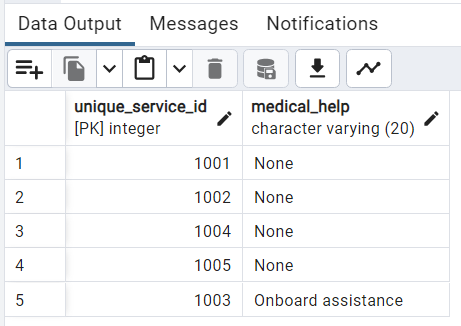 Data Output Messages Notifications
unique_service_id medical_help
[PK] integer character varying (20)
1 1001 None
2 1002 None
3 1004 None
4 1005 None
5 1003 Onboard assistance